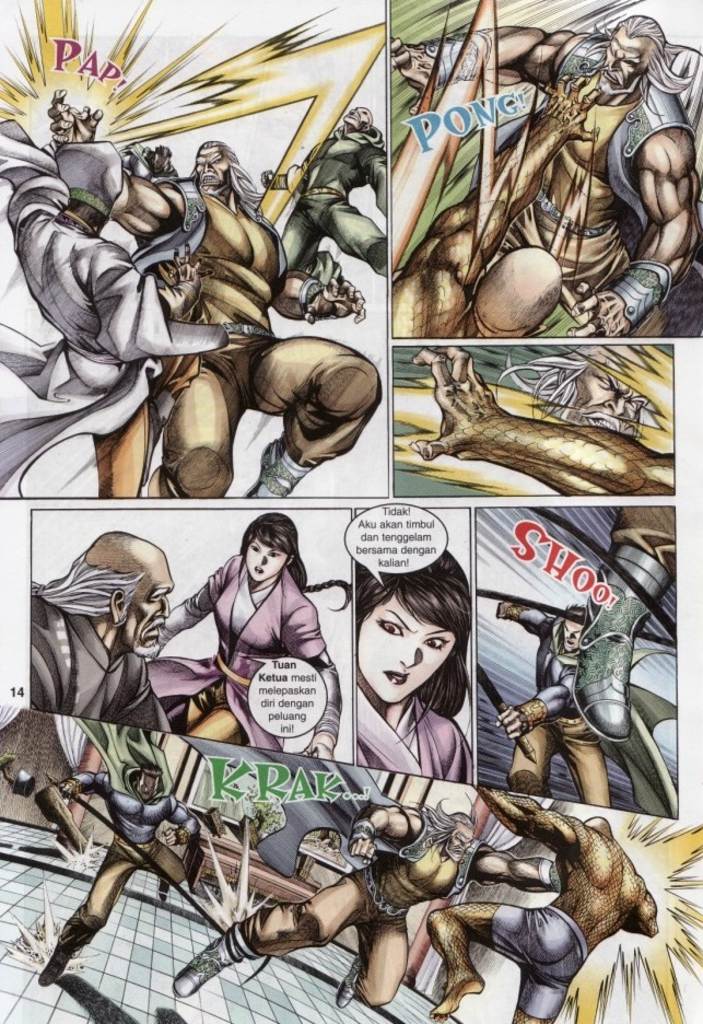 PAP!
PONG!!
Tuan
Ketua mesti
melepaskan
diri dengan
peluang
ini!
Tidak!
Aku akan timbul
dan tenggelam
bersama dengan
kalian!
SHOO!
14
KRAK...!